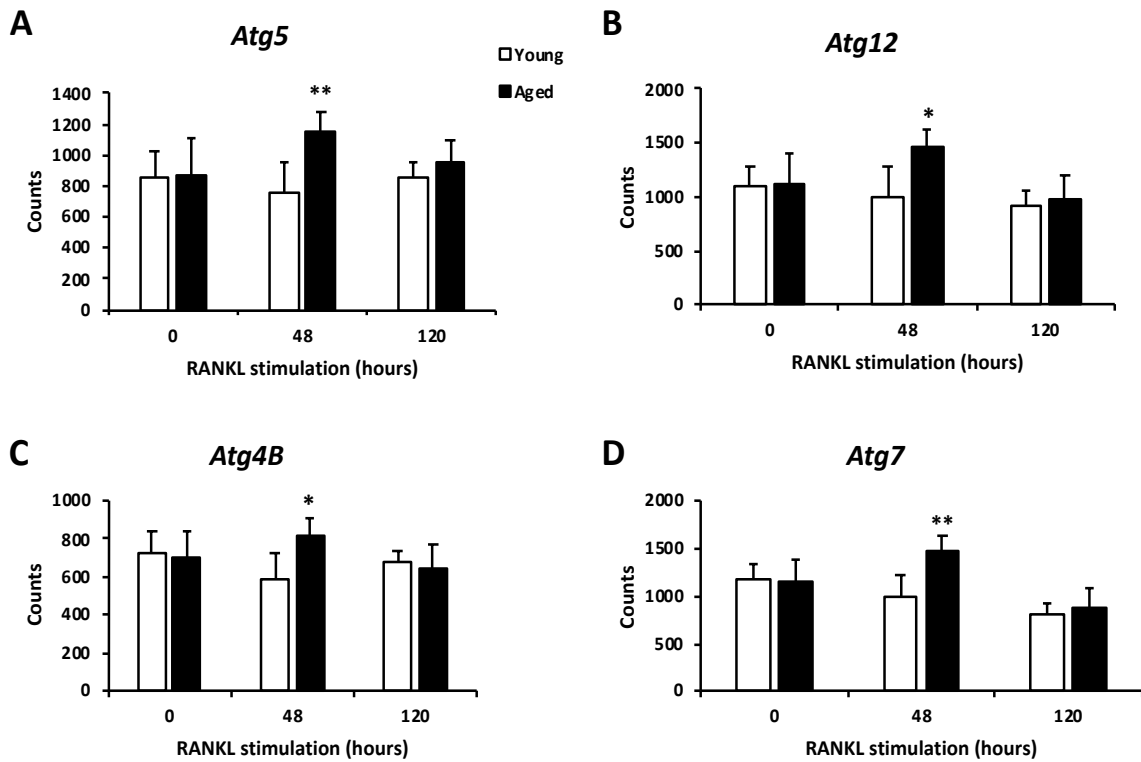 A
Atg5
Young
Aged
1400
1200
1000
800
600
400
200
0
Counts
**
0 48 120
RANKL stimulation (hours)
B
Atg12
2000
1500
1000
500
0
Counts
*
0 48 120
RANKL stimulation (hours)
C
Atg4B
1000
800
600
400
200
0
Counts
*
0 48 120
RANKL stimulation (hours)
D
Atg7
2000
1500
1000
500
0
Counts
**
0 48 120
RANKL stimulation (hours)